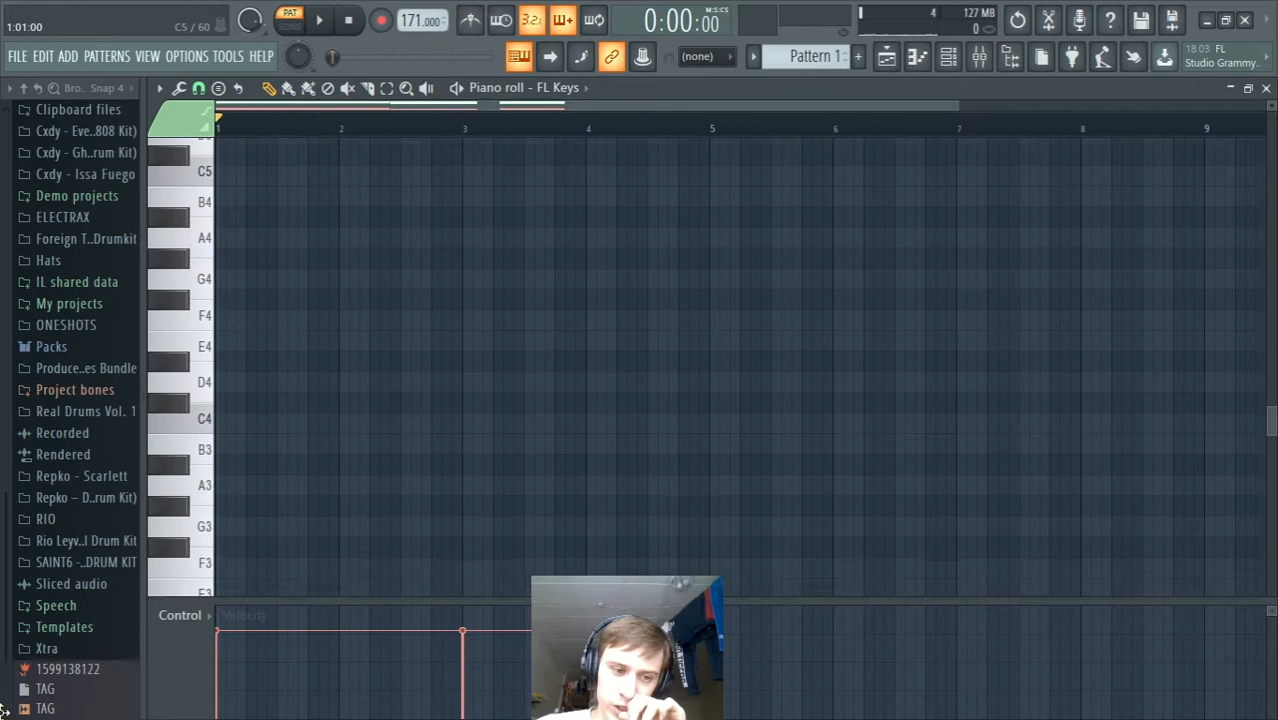 1:01:00
C5 / 60
PAT
SONG
171.000
3.2.
0:00:00
M:S:CS
4
127 MB
0
FILE EDIT ADD PATTERNS VIEW OPTIONS TOOLS HELP
(none)
Pattern 1
18.03 FL
Studio Grammy..
Bro.. Snap 4
Piano roll - FL Keys
1 2 3 4 5 6 7 8 9
Clipboard files
Cxdy - Eve..808 Kit)
Cxdy - Gh..rum Kit)
Cxdy - Issa Fuego
Demo projects
ELECTRAX
Foreign T..Drumkit
Hats
IL shared data
My projects
ONESHOTS
Packs
Produce..es Bundle
Project bones
Real Drums Vol. 1
Recorded
Rendered
Repko - Scarlett
Repko – D..rum Kit)
RIO
Rio Leyv..l Drum Kit
SAINT6 -..DRUM KIT
Sliced audio
Speech
Templates
Xtra
1599138122
TAG
TAG
C5
B4
A4
G4
F4
E4
D4
C4
B3
A3
G3
F3
E3
Control
Velocity